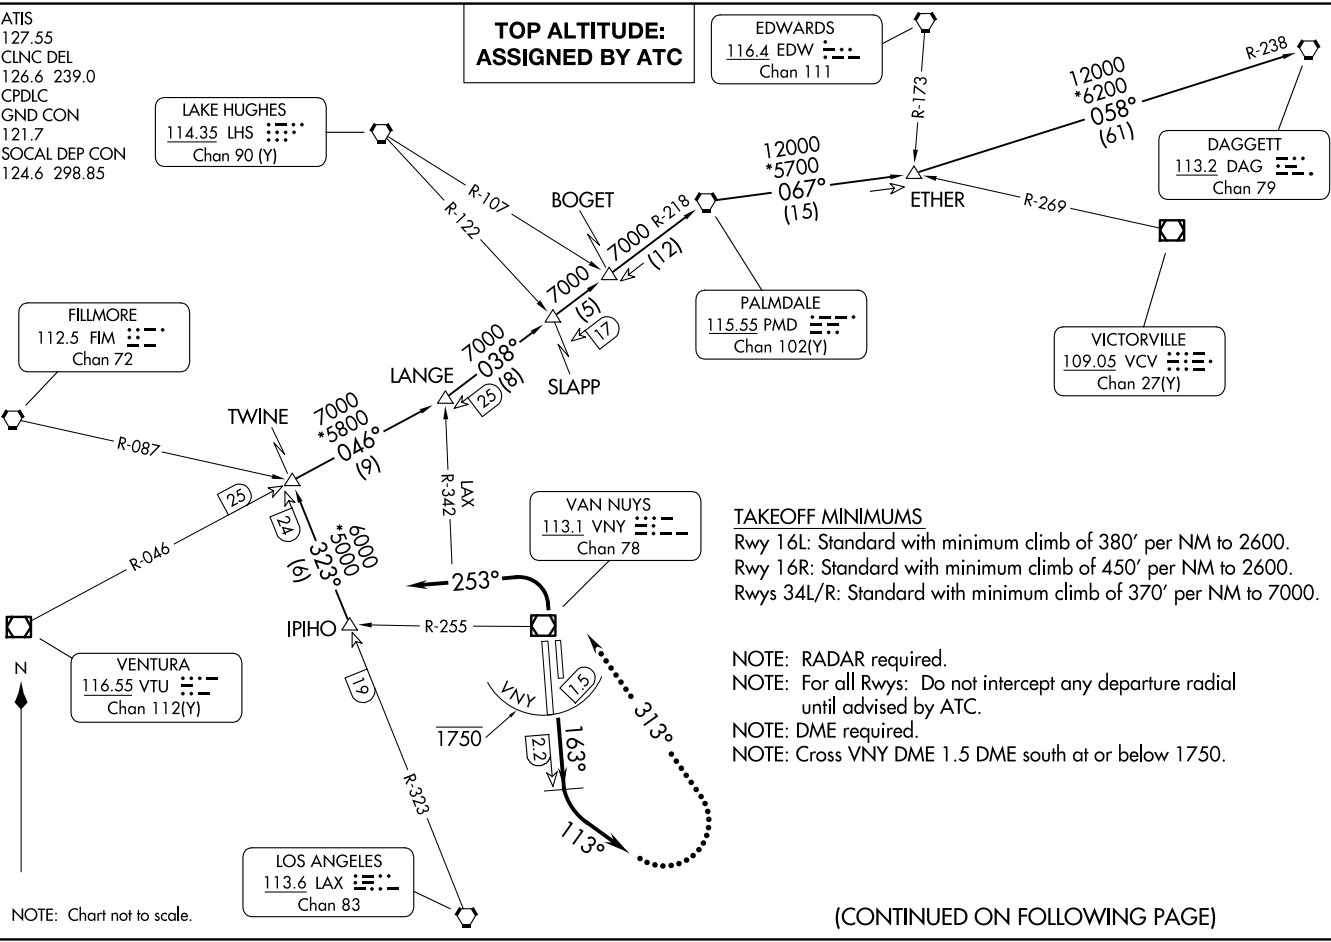 ATIS
127.55
CLNC DEL
126.6 239.0
CPDLC
GND CON
121.7
SOCAL DEP CON
124.6 298.85
TOP ALTITUDE:
ASSIGNED BY ATC
EDWARDS
116.4 EDW
Chan 111
R-173
12000
*6200
058°
(61)
R-238
DAGGETT
113.2 DAG
Chan 79
LAKE HUGHES
114.35 LHS
Chan 90 (Y)
R-107
R-122
BOGET
7000
R-218
(12)
12000
*5700
067°
(15)
ETHER
R-269
PALMDALE
115.55 PMD
Chan 102(Y)
VICTORVILLE
109.05 VCV
Chan 27(Y)
7000
(5)
17
SLAPP
7000
038°
(8)
25
LANGE
FILLMORE
112.5 FIM
Chan 72
R-087
TWINE
7000
*5800
046°
(9)
25
24
R-046
6000
*5000
323°
(6)
LAX
R-342
VAN NUYS
113.1 VNY
Chan 78
253°
IPIHO
R-255
19
R-323
VENTURA
116.55 VTU
Chan 112(Y)
N
VNY
1.5
1750
2.2
163°
113°
313°
LOS ANGELES
113.6 LAX
Chan 83
TAKEOFF MINIMUMS
Rwy 16L: Standard with minimum climb of 380' per NM to 2600.
Rwy 16R: Standard with minimum climb of 450' per NM to 2600.
Rwys 34L/R: Standard with minimum climb of 370' per NM to 7000.
NOTE: RADAR required.
NOTE: For all Rwys: Do not intercept any departure radial
until advised by ATC.
NOTE: DME required.
NOTE: Cross VNY DME 1.5 DME south at or below 1750.
NOTE: Chart not to scale.
(CONTINUED ON FOLLOWING PAGE)